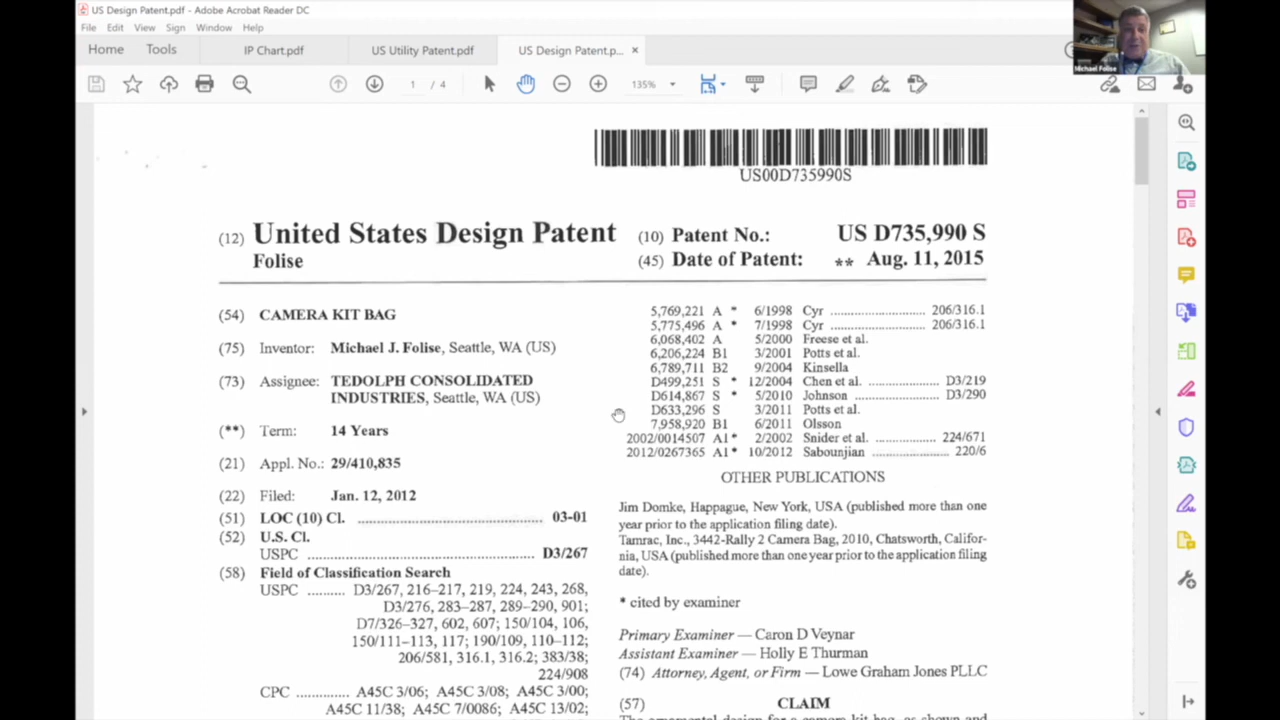 US Design Patent.pdf - Adobe Acrobat Reader DC
File Edit View Sign Window Help
Home Tools IP Chart.pdf US Utility Patent.pdf US Design Patent.p... ×
1 / 4 135%
Michael Folise
US00D735990S
(12) United States Design Patent
Folise
(10) Patent No.: US D735,990 S
(45) Date of Patent: ** Aug. 11, 2015
(54) CAMERA KIT BAG
(75) Inventor: Michael J. Folise, Seattle, WA (US)
(73) Assignee: TEDOLPH CONSOLIDATED
INDUSTRIES, Seattle, WA (US)
(**) Term: 14 Years
(21) Appl. No.: 29/410,835
(22) Filed: Jan. 12, 2012
(51) LOC (10) Cl. .................................................. 03-01
(52) U.S. Cl.
USPC .................................................. D3/267
(58) Field of Classification Search
USPC .......... D3/267, 216–217, 219, 224, 243, 268,
D3/276, 283–287, 289–290, 901;
D7/326–327, 602, 607; 150/104, 106,
150/111–113, 117; 190/109, 110–112;
206/581, 316.1, 316.2; 383/38;
224/908
CPC .............. A45C 3/06; A45C 3/08; A45C 3/00;
A45C 11/38; A45C 7/0086; A45C 13/02;
5,769,221 A * 6/1998 Cyr ........................ 206/316.1
5,775,496 A * 7/1998 Cyr ........................ 206/316.1
6,068,402 A 5/2000 Freese et al.
6,206,224 B1 3/2001 Potts et al.
6,789,711 B2 9/2004 Kinsella
D499,251 S * 12/2004 Chen et al. ...................... D3/219
D614,867 S * 5/2010 Johnson ........................ D3/290
D633,296 S 3/2011 Potts et al.
7,958,920 B1 6/2011 Olsson
2002/0014507 A1* 2/2002 Snider et al. ...................... 224/671
2012/0267365 A1* 10/2012 Sabounjian ...................... 220/6
OTHER PUBLICATIONS
Jim Domke, Happague, New York, USA (published more than one
year prior to the application filing date).
Tamrac, Inc., 3442-Rally 2 Camera Bag, 2010, Chatsworth, Califor-
nia, USA (published more than one year prior to the application filing
date).
* cited by examiner
Primary Examiner — Caron D Veynar
Assistant Examiner — Holly E Thurman
(74) Attorney, Agent, or Firm — Lowe Graham Jones PLLC
(57) CLAIM
The ornamental design for a camera kit bag, as shown and